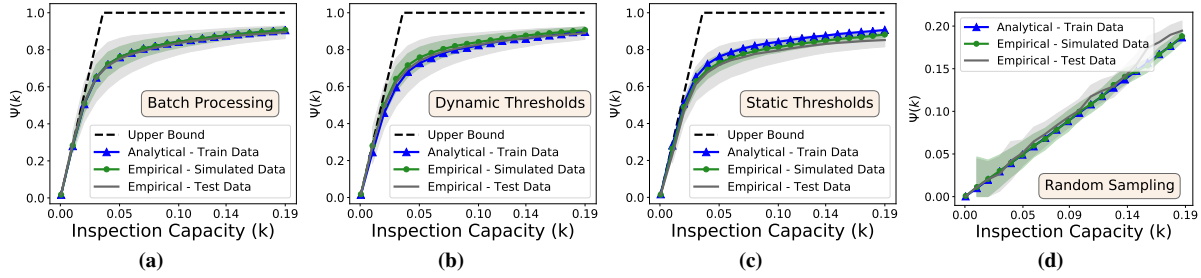 1.0
0.8
0.6
0.4
0.2
0.0
Ψ(k)
Batch Processing
Upper Bound
Analytical - Train Data
Empirical - Simulated Data
Empirical - Test Data
0.00 0.05 0.10 0.14 0.19
Inspection Capacity (k)
(a)
1.0
0.8
0.6
0.4
0.2
0.0
Ψ(k)
Dynamic Thresholds
Upper Bound
Analytical - Train Data
Empirical - Simulated Data
Empirical - Test Data
0.00 0.05 0.10 0.14 0.19
Inspection Capacity (k)
(b)
1.0
0.8
0.6
0.4
0.2
0.0
Ψ(k)
Static Thresholds
Upper Bound
Analytical - Train Data
Empirical - Simulated Data
Empirical - Test Data
0.00 0.05 0.10 0.14 0.19
Inspection Capacity (k)
(c)
0.20
0.15
0.10
0.05
0.00
Ψ(k)
Analytical - Train Data
Empirical - Simulated Data
Empirical - Test Data
Random Sampling
0.00 0.05 0.09 0.14 0.19
Inspection Capacity (k)
(d)